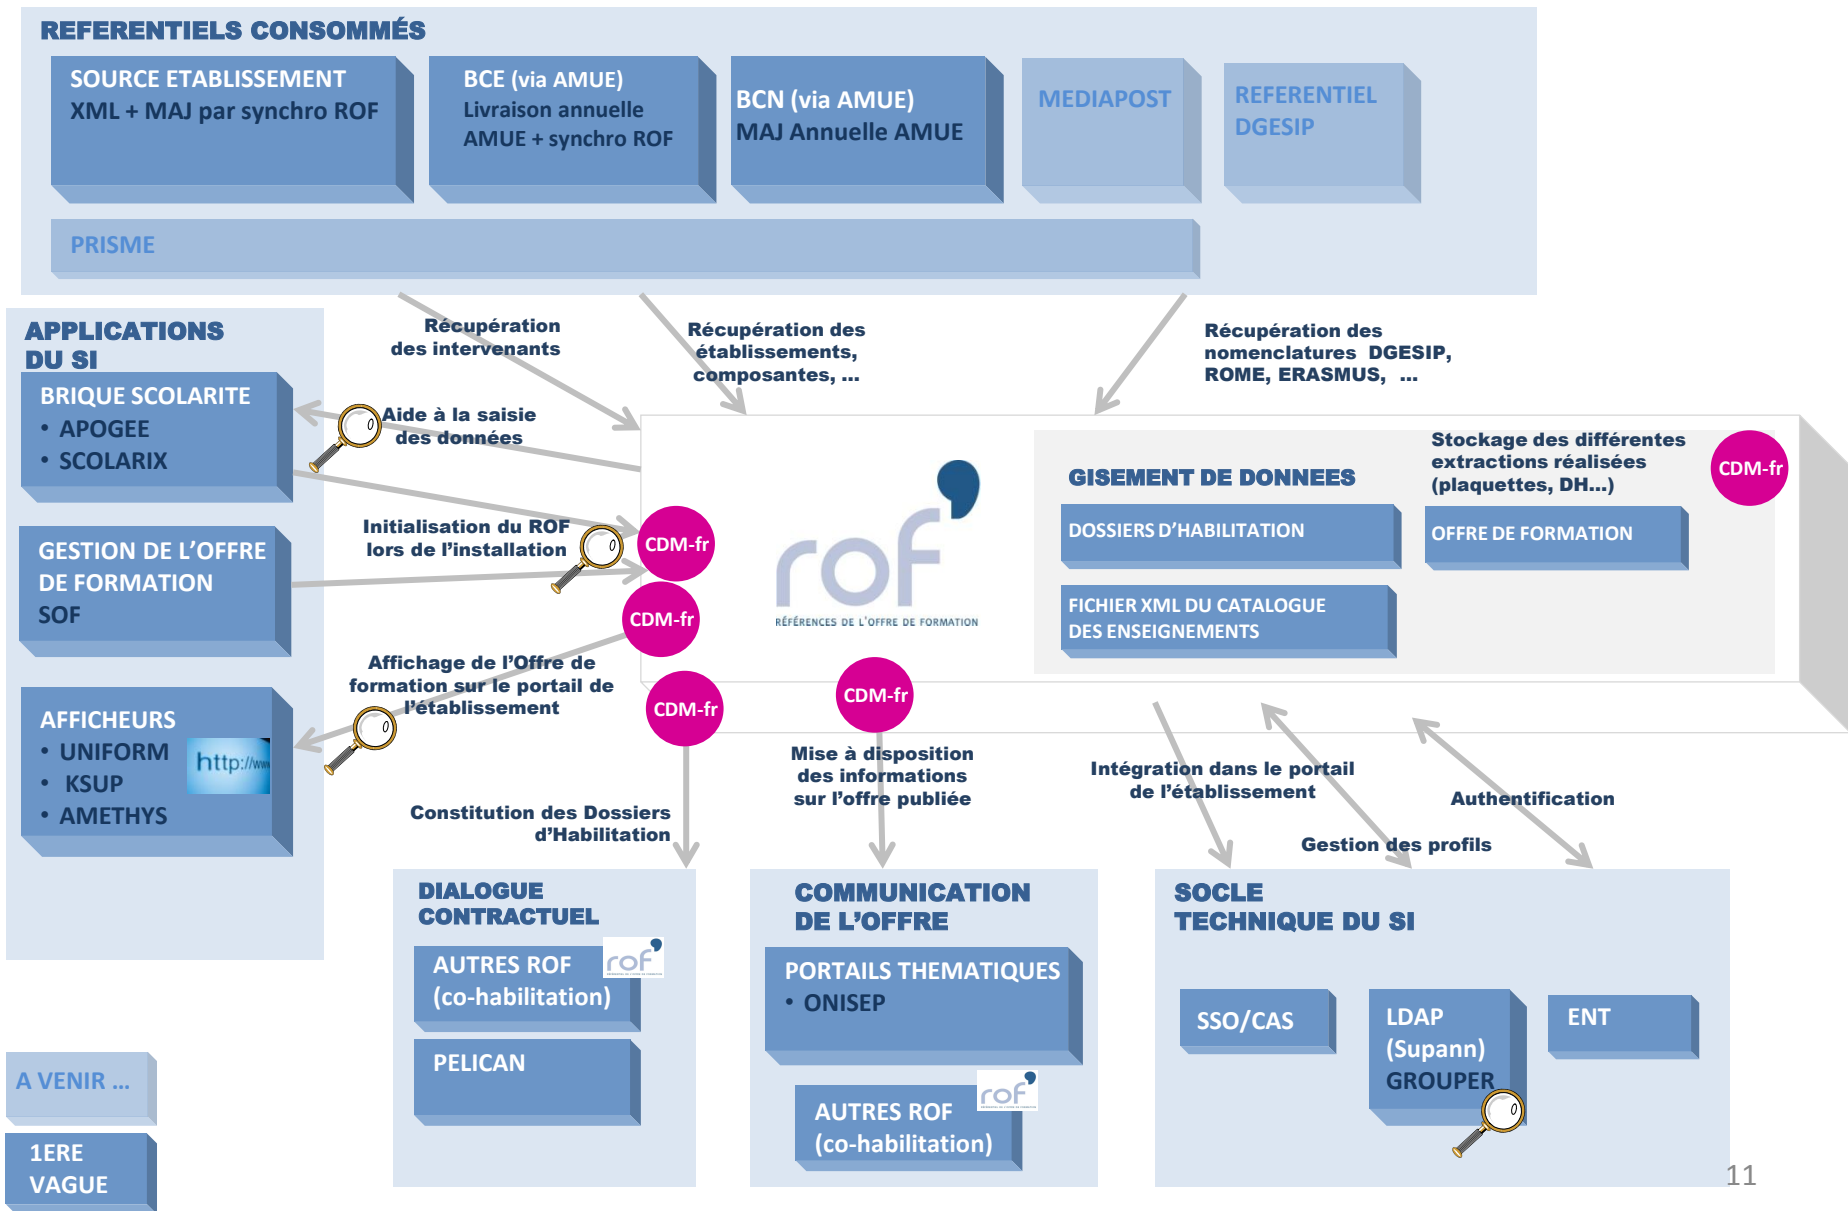 REFERENTIELS CONSOMMÉS
SOURCE ETABLISSEMENT
XML + MAJ par synchro ROF
BCE (via AMUE)
Livraison annuelle
AMUE + synchro ROF
BCN (via AMUE)
MAJ Annuelle AMUE
MEDIAPOST
REFERENTIEL
DGESIP
PRISME
Récupération
des intervenants
Récupération des
établissements,
composantes, ...
Récupération des
nomenclatures DGESIP,
ROME, ERASMUS, ...
APPLICATIONS
DU SI
BRIQUE SCOLARITE
• APOGEE
• SCOLARIX
GESTION DE L'OFFRE
DE FORMATION
SOF
AFFICHEURS
• UNIFORM
• KSUP
• AMETHYS
http://www
Aide à la saisie
des données
Initialisation du ROF
lors de l'installation
Affichage de l'Offre de
formation sur le portail de
l'établissement
CDM-fr
CDM-fr
CDM-fr
CDM-fr
rof'
RÉFÉRENCES DE L'OFFRE DE FORMATION
GISEMENT DE DONNEES
DOSSIERS D'HABILITATION
FICHIER XML DU CATALOGUE
DES ENSEIGNEMENTS
Stockage des différentes
extractions réalisées
(plaquettes, DH...)
CDM-fr
OFFRE DE FORMATION
Constitution des Dossiers
d'Habilitation
Mise à disposition
des informations
sur l'offre publiée
Intégration dans le portail
de l'établissement
Gestion des profils
Authentification
DIALOGUE
CONTRACTUEL
AUTRES ROF
(co-habilitation)
rof'
PELICAN
COMMUNICATION
DE L'OFFRE
PORTAILS THEMATIQUES
• ONISEP
AUTRES ROF
(co-habilitation)
rof'
SOCLE
TECHNIQUE DU SI
SSO/CAS
LDAP
(Supann)
GROUPER
ENT
A VENIR ...
1ERE
VAGUE
11